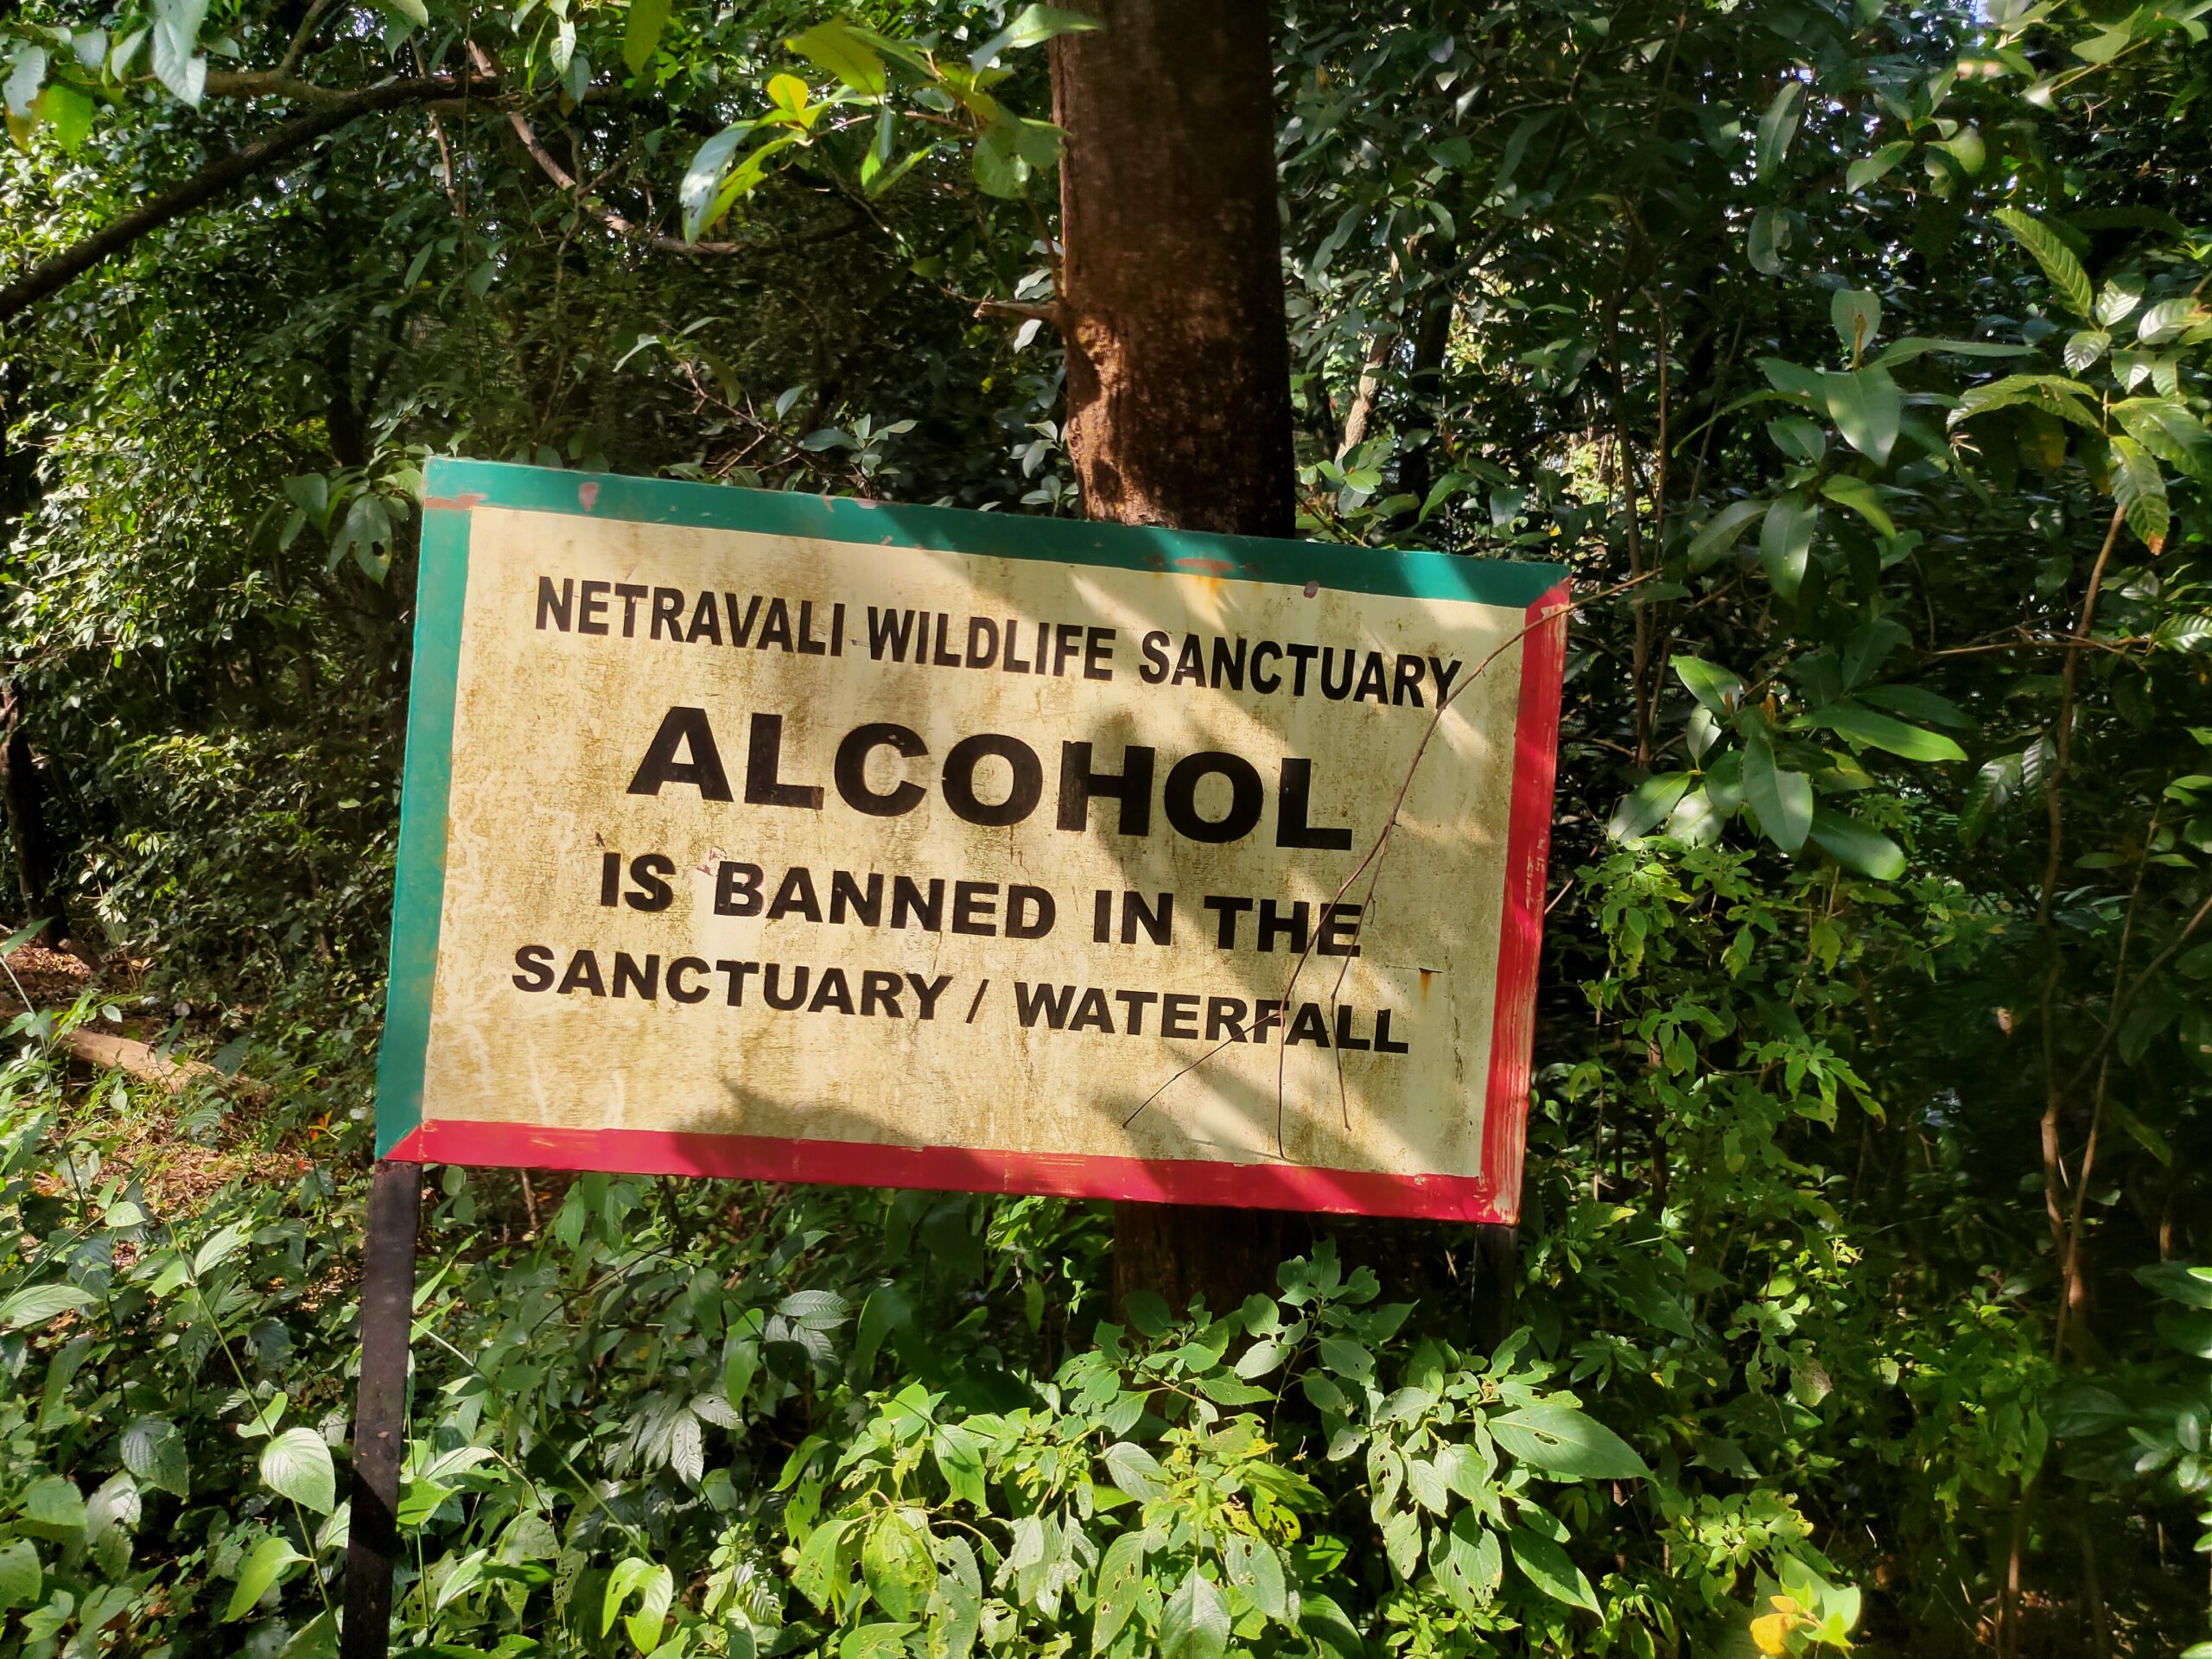 NETRAVALI WILDLIFE SANCTUARY
ALCOHOL
IS BANNED IN THE
SANCTUARY / WATERFALL